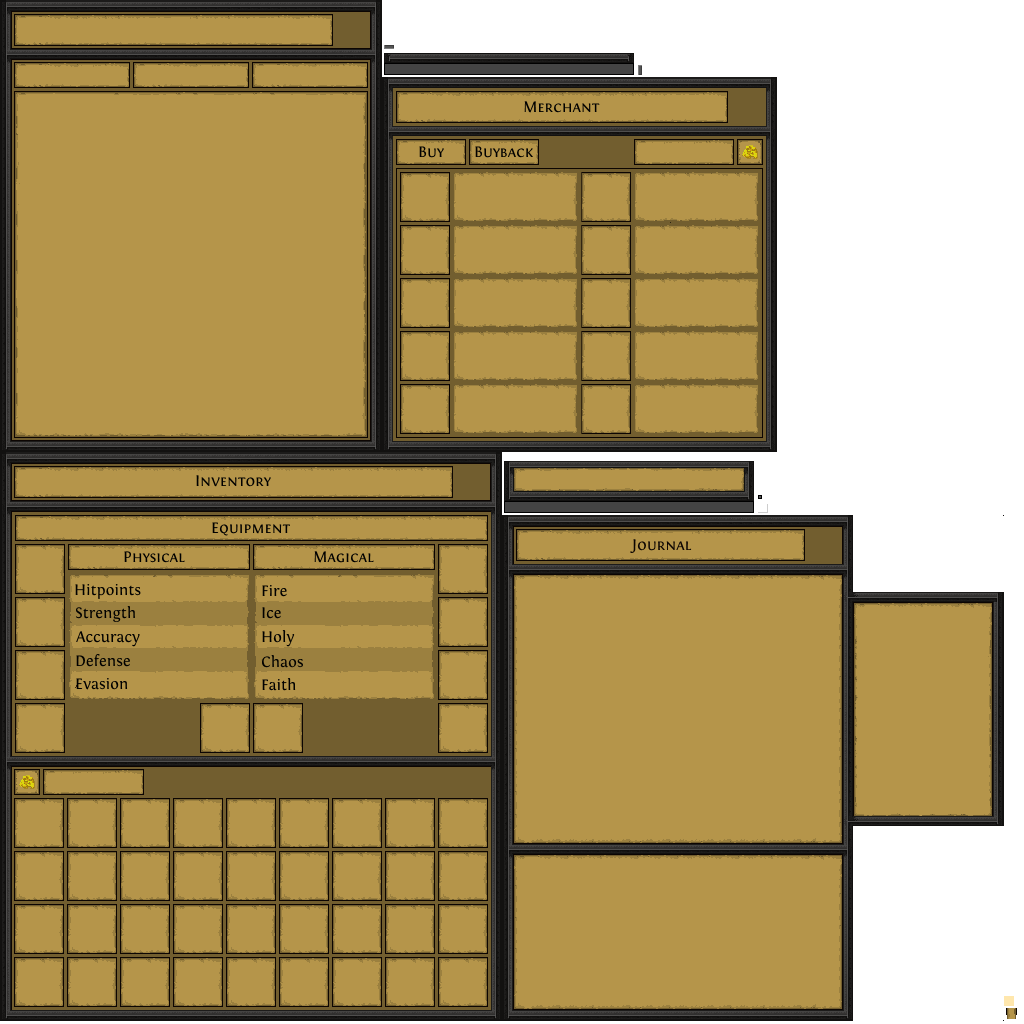 Merchant
Buy
Buyback
Inventory
Equipment
Physical
Magical
Hitpoints
Strength
Accuracy
Defense
Evasion
Fire
Ice
Holy
Chaos
Faith
Journal